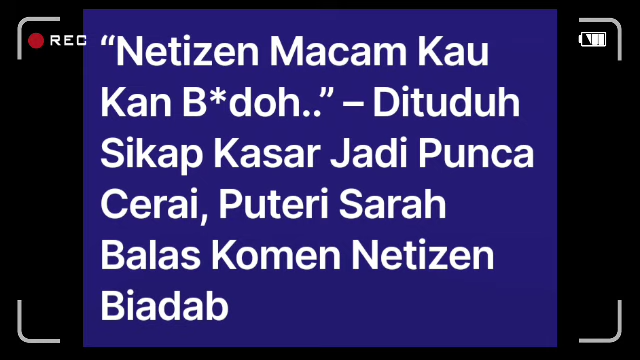 REC
“Netizen Macam Kau
Kan B*doh..” – Dituduh
Sikap Kasar Jadi Punca
Cerai, Puteri Sarah
Balas Komen Netizen
Biadab